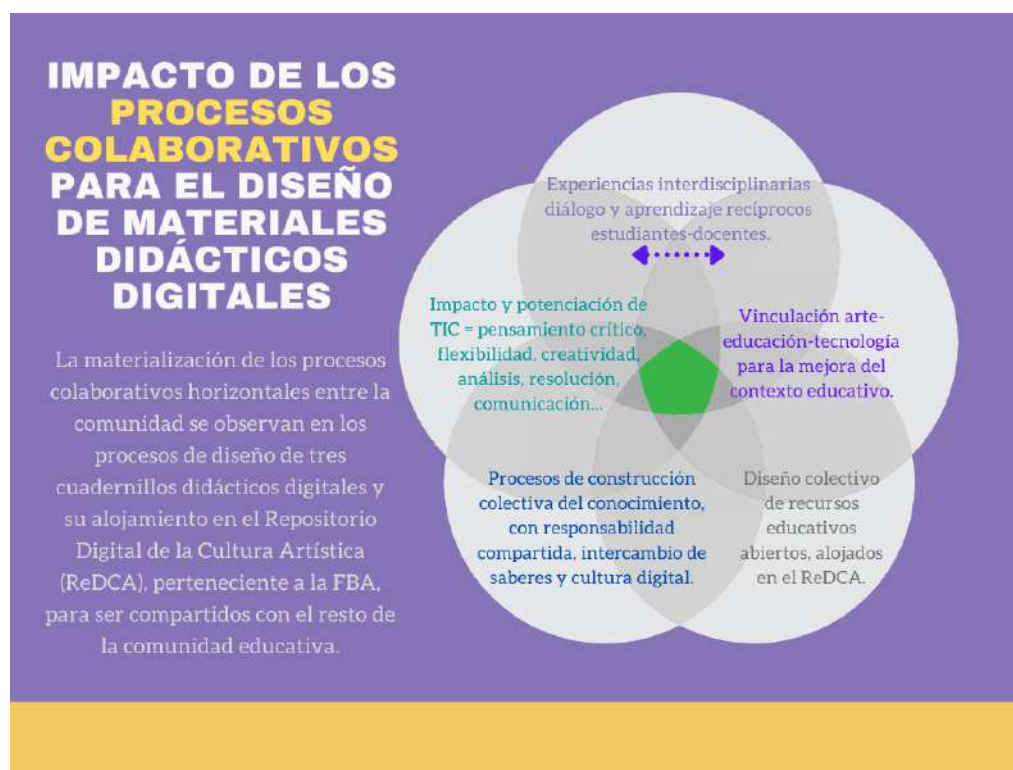 IMPACTO DE LOS
PROCESOS
COLABORATIVOS
PARA EL DISEÑO
DE MATERIALES
DIDÁCTICOS
DIGITALES
La materialización de los procesos
colaborativos horizontales entre la
comunidad se observan en los
procesos de diseño de tres
cuadernillos didácticos digitales y
su alojamiento en el Repositorio
Digital de la Cultura Artística
(ReDCA), perteneciente a la FBA,
para ser compartidos con el resto de
la comunidad educativa.
Experiencias interdisciplinarias
diálogo y aprendizaje recíprocos
estudiantes-docentes.
Impacto y potenciación de
TIC = pensamiento crítico,
flexibilidad, creatividad,
análisis, resolución,
comunicación...
Vinculación arte-
educación-tecnología
para la mejora del
contexto educativo.
Procesos de construcción
colectiva del conocimiento,
con responsabilidad
compartida, intercambio de
saberes y cultura digital.
Diseño colectivo
de recursos
educativos
abiertos, alojados
en el ReDCA.